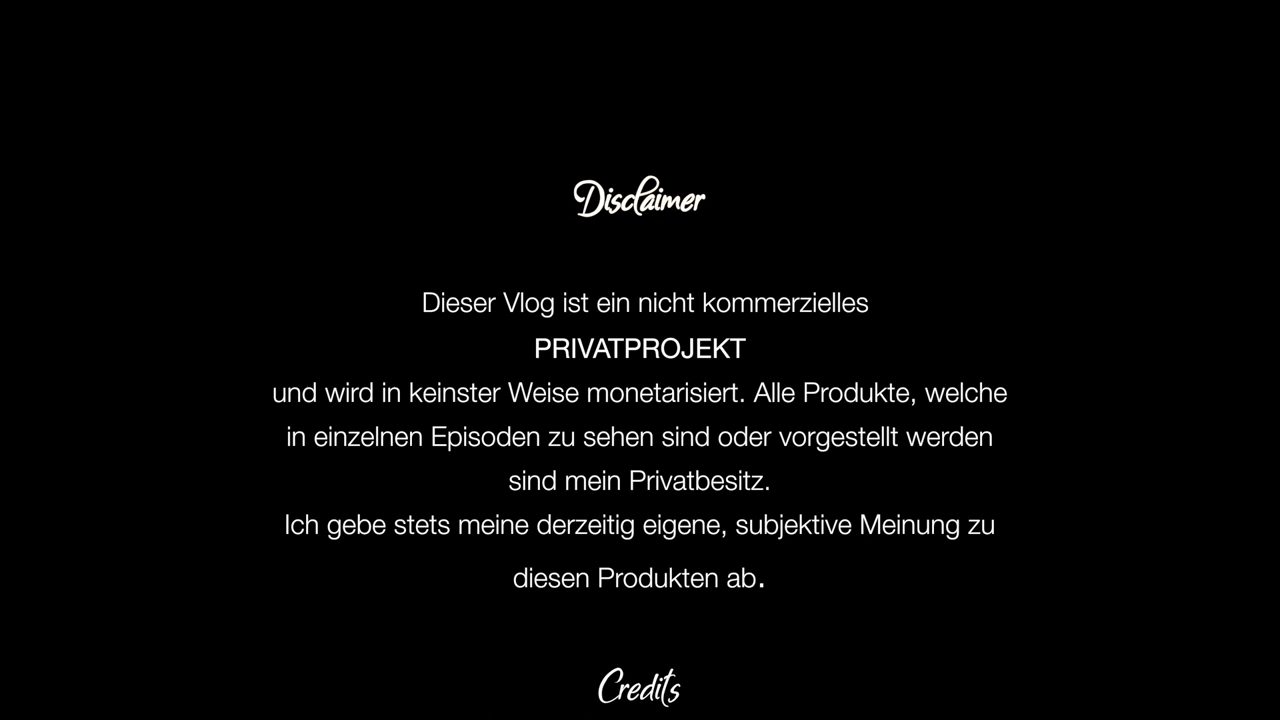 Disclaimer
Dieser Vlog ist ein nicht kommerzielles
PRIVATPROJEKT
und wird in keinster Weise monetarisiert. Alle Produkte, welche
in einzelnen Episoden zu sehen sind oder vorgestellt werden
sind mein Privatbesitz.
Ich gebe stets meine derzeitig eigene, subjektive Meinung zu
diesen Produkten ab.
Credits